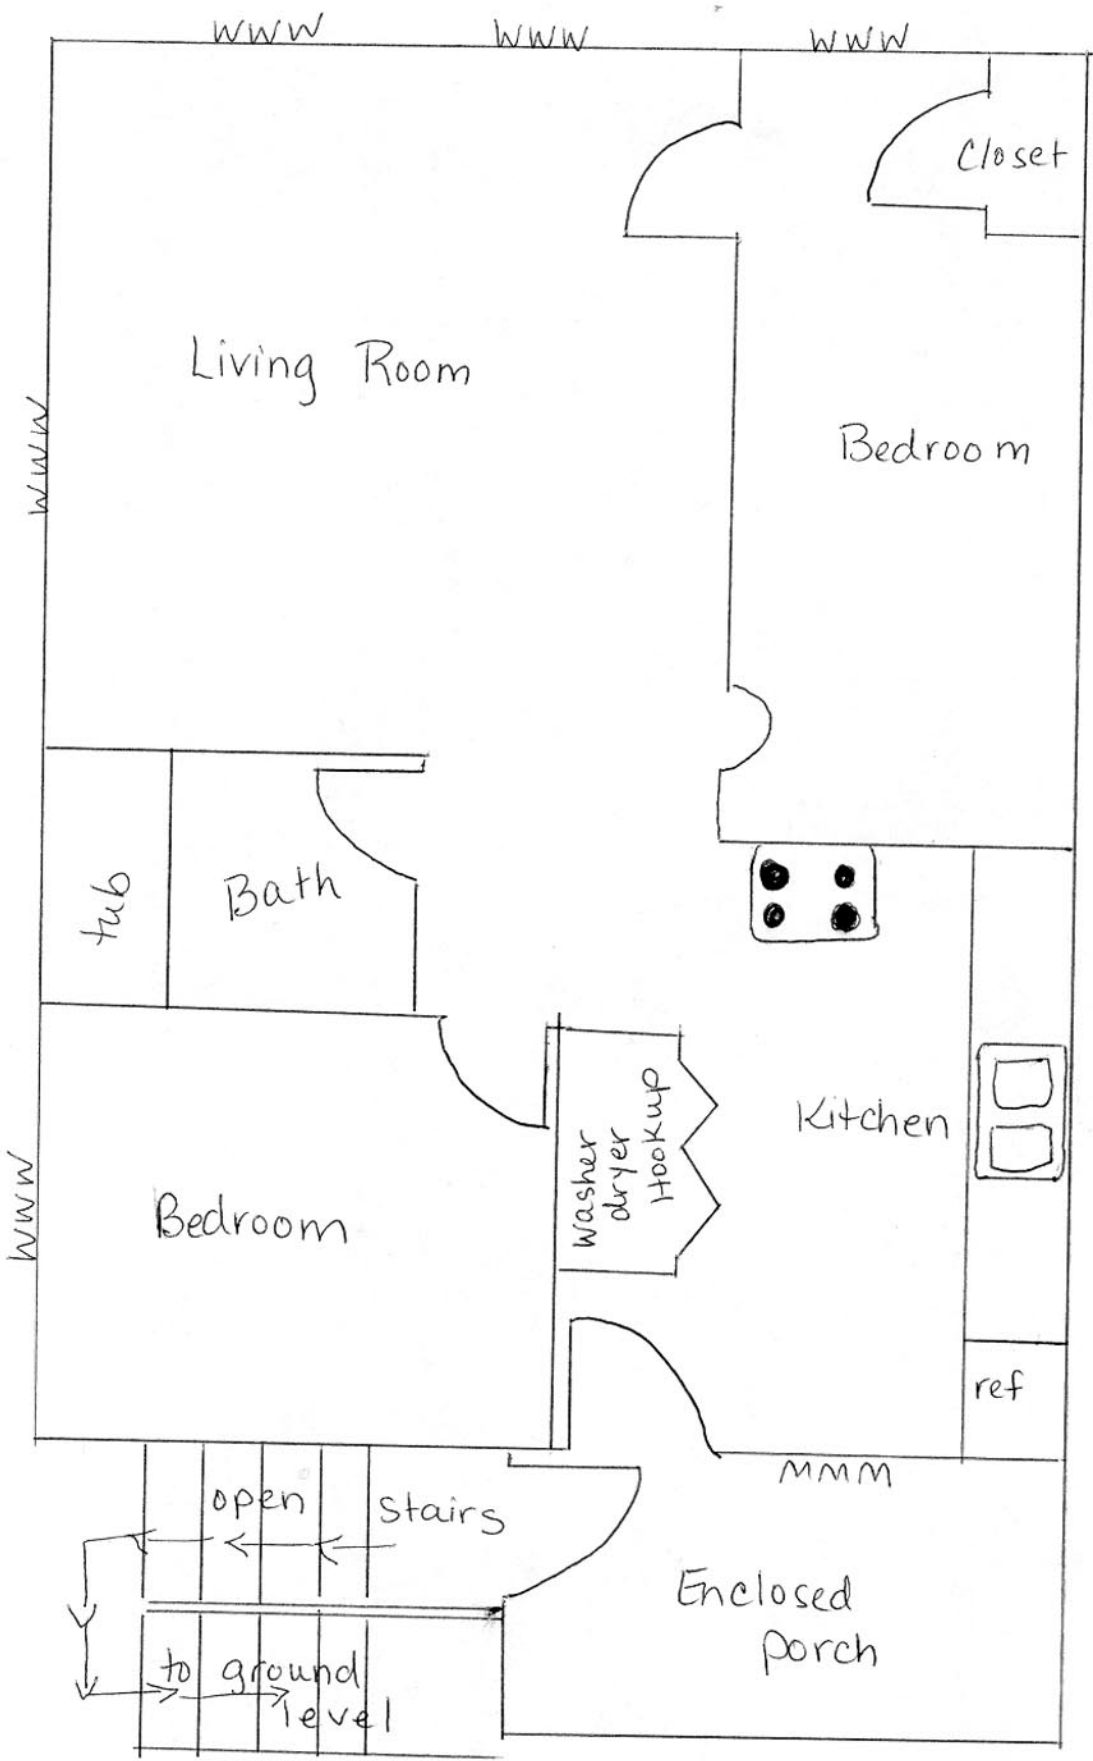 WWW
WWW
WWW
Closet
Living Room
WWW
Bedroom
tub
Bath
Washer
dryer
Hookup
Kitchen
WWW
Bedroom
ref
MMM
open stairs
Enclosed
porch
to ground
level